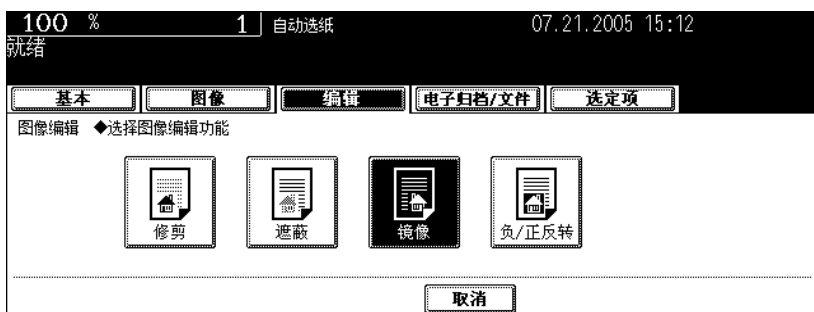 100 % 1 自动选纸 07.21.2005 15:12
就绪
基本 图像 编辑 电子归档/文件 选定项
图像编辑 ◆选择图像编辑功能
修剪 遮蔽 镜像 负/正反转
取消